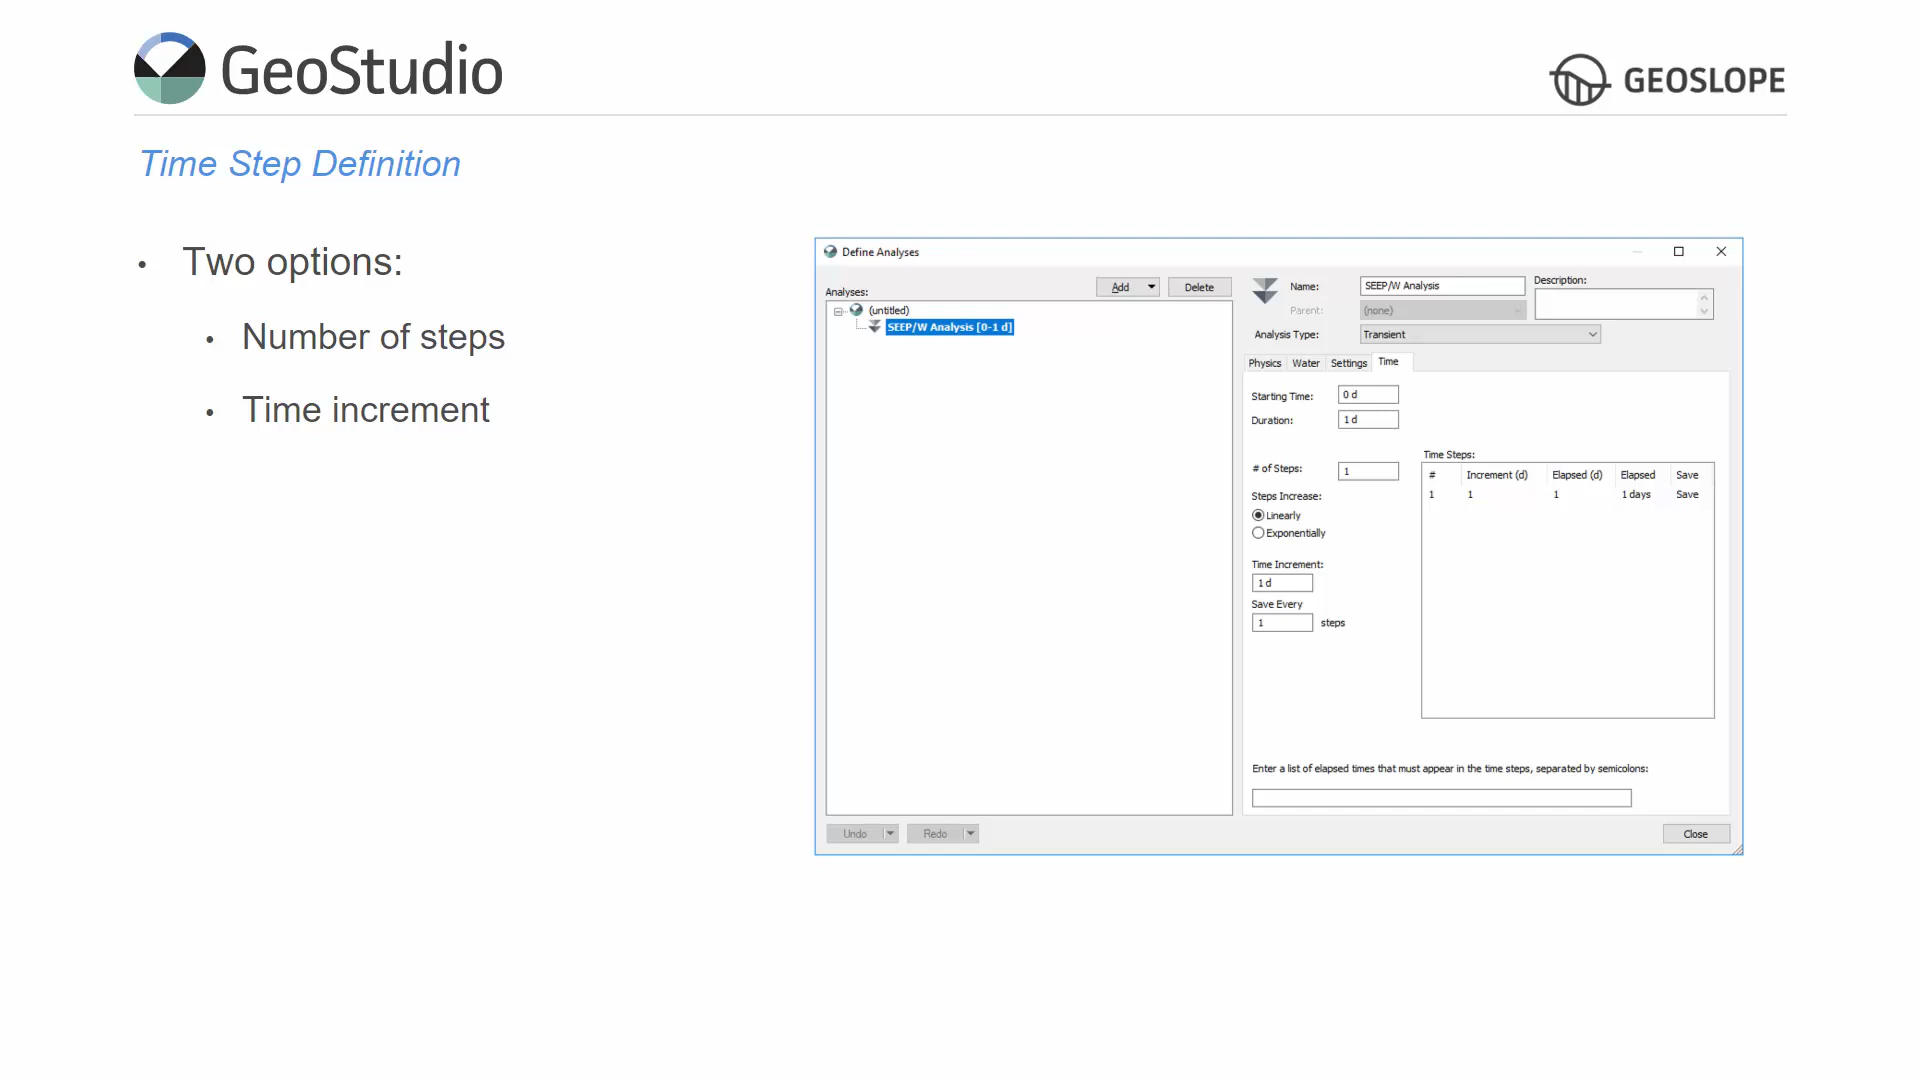 GeoStudio
GEOSLOPE
Time Step Definition
• Two options:
• Number of steps
• Time increment
Define Analyses
Analyses:
Add
Delete
(untitled)
SEEP/W Analysis [0-1 d]
Undo
Redo
Name:
SEEP/W Analysis
Description:
Parent:
(none)
Analysis Type:
Transient
Physics Water Settings Time
Starting Time:
0 d
Duration:
1 d
# of Steps:
1
Steps Increase:
Linearly
Exponentially
Time Increment:
1 d
Save Every
1 steps
Time Steps:
# Increment (d) Elapsed (d) Elapsed Save
1 1 1 1 days Save
Enter a list of elapsed times that must appear in the time steps, separated by semicolons:
Close